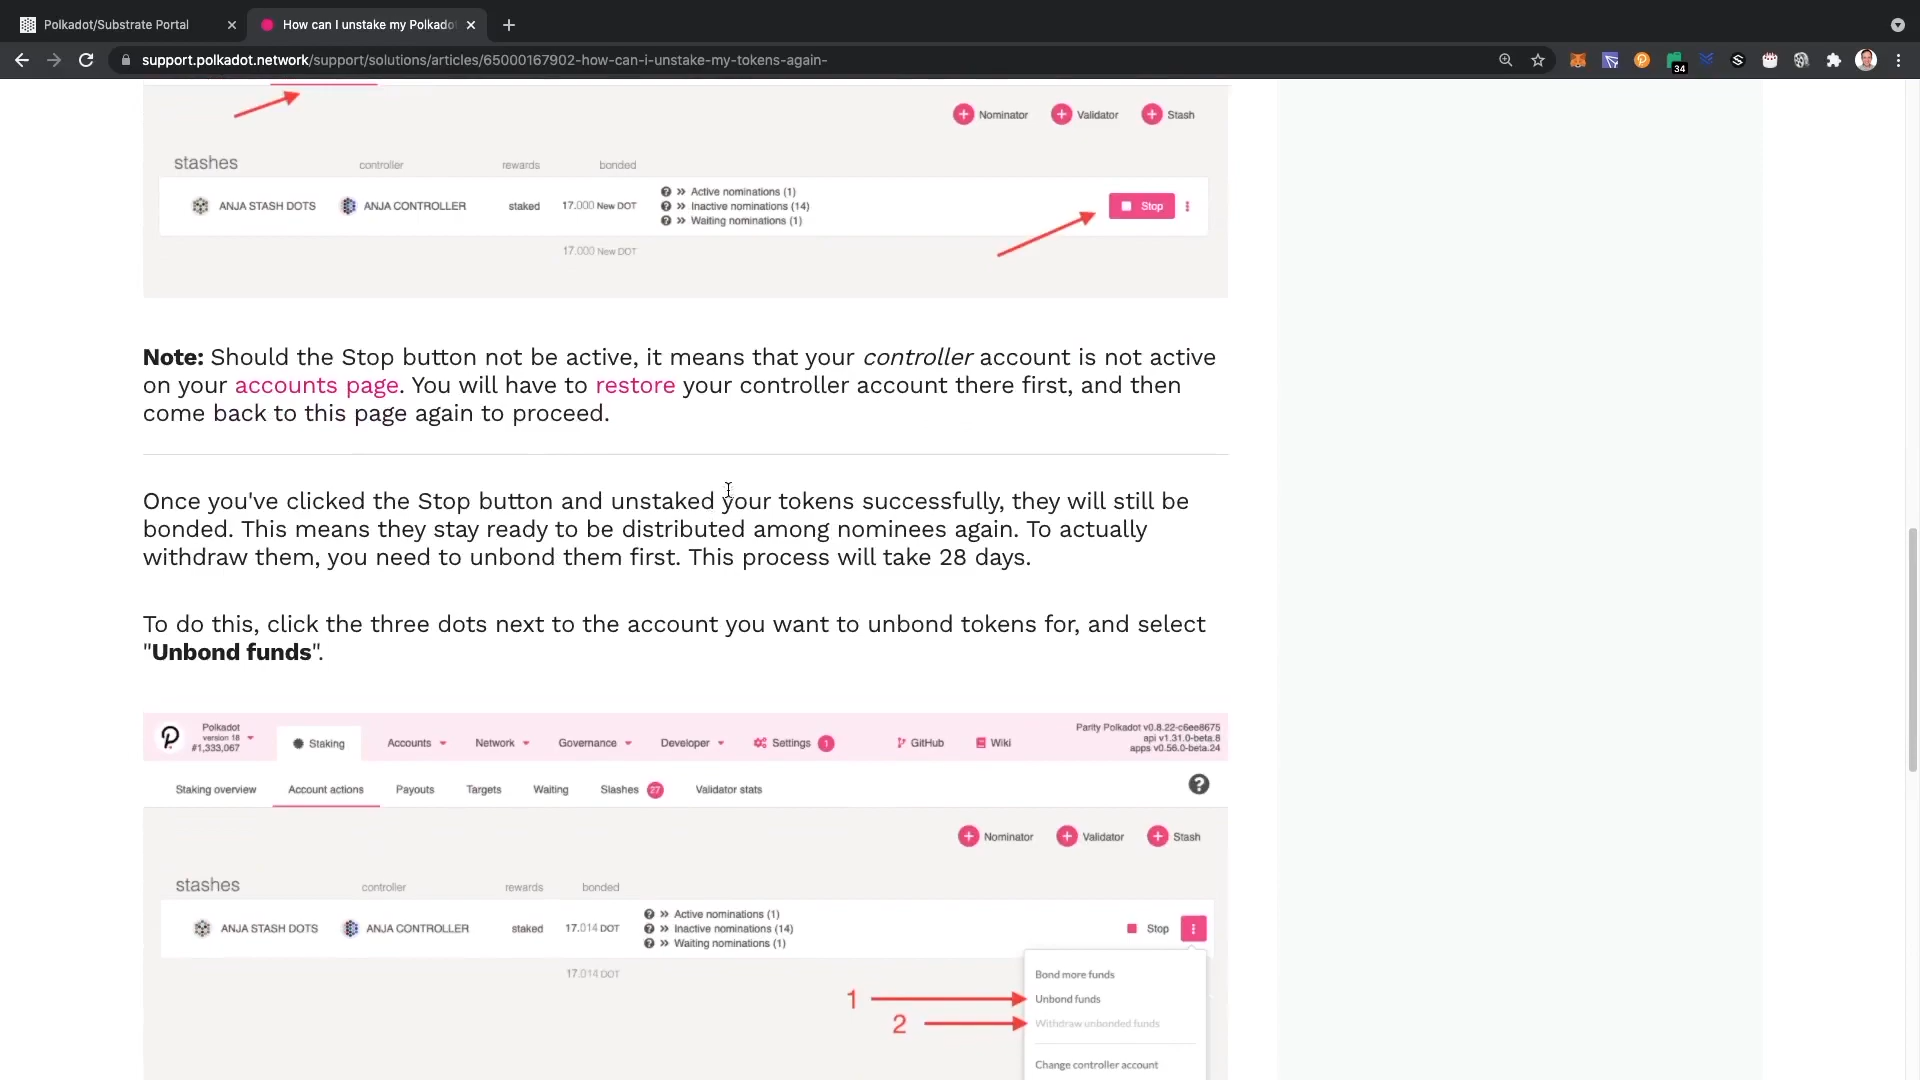 Polkadot/Substrate Portal
How can I unstake my Polkado
support.polkadot.network/support/solutions/articles/65000167902-how-can-i-unstake-my-tokens-again-
34
Nominator Validator Stash
stashes controller rewards bonded
ANJA STASH DOTS ANJA CONTROLLER staked 17.000 New DOT
Active nominations (1)
Inactive nominations (14)
Waiting nominations (1)
Stop
17.000 New DOT
Note: Should the Stop button not be active, it means that your controller account is not active
on your accounts page. You will have to restore your controller account there first, and then
come back to this page again to proceed.
Once you've clicked the Stop button and unstaked your tokens successfully, they will still be
bonded. This means they stay ready to be distributed among nominees again. To actually
withdraw them, you need to unbond them first. This process will take 28 days.
To do this, click the three dots next to the account you want to unbond tokens for, and select
"Unbond funds".
Polkadot
version 18
#1,333,067
Staking Accounts Network Governance Developer Settings 1 GitHub Wiki
Parity Polkadot v0.8.22-c6ee8675
api v1.31.0-beta.8
apps v0.56.0-beta.24
Staking overview Account actions Payouts Targets Waiting Slashes 27 Validator stats
Nominator Validator Stash
stashes controller rewards bonded
ANJA STASH DOTS ANJA CONTROLLER staked 17.014 DOT
Active nominations (1)
Inactive nominations (14)
Waiting nominations (1)
Stop
17.014 DOT
Bond more funds
1 Unbond funds
2 Withdraw unbonded funds
Change controller account